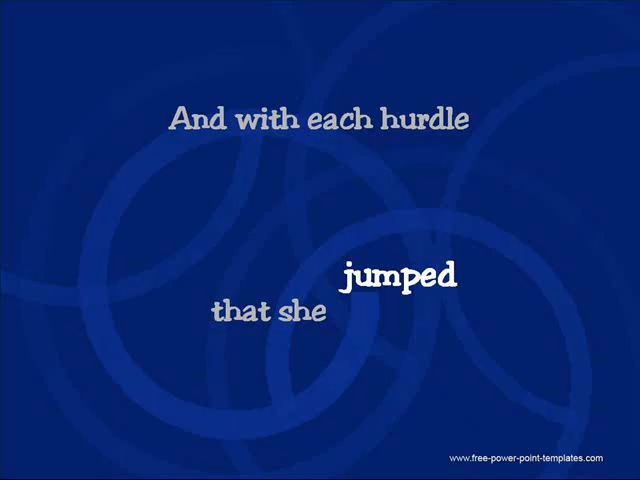 And with each hurdle
that she jumped
www.free-power-point-templates.com